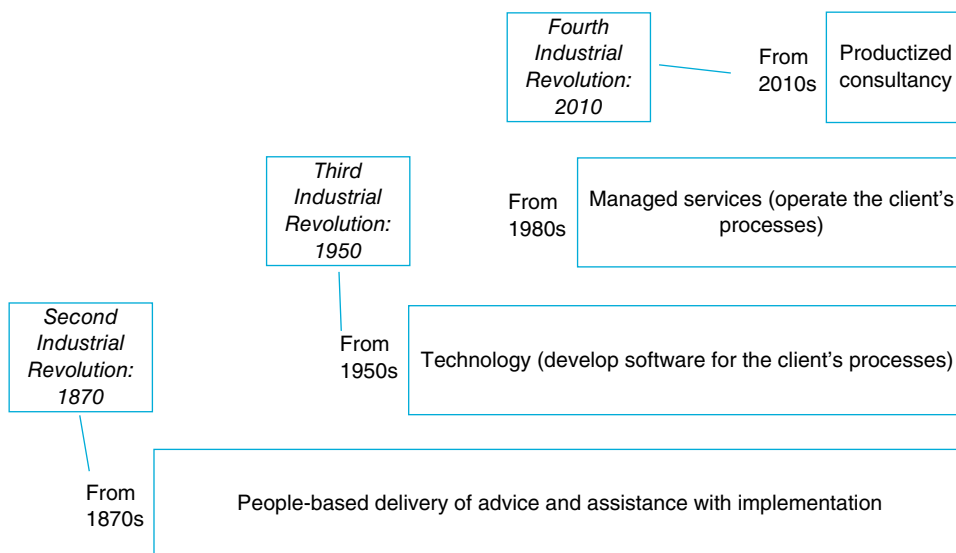 Fourth
Industrial
Revolution:
2010
From
2010s
Productized
consultancy
Third
Industrial
Revolution:
1950
From
1980s
Managed services (operate the client’s
processes)
Second
Industrial
Revolution:
1870
From
1950s
Technology (develop software for the client’s processes)
From
1870s
People-based delivery of advice and assistance with implementation